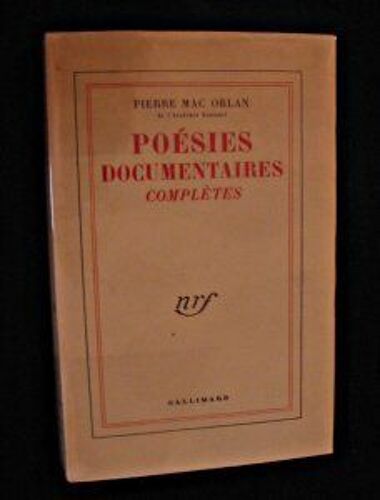 PIERRE MAC ORLAN
de l'Académie Goncourt
POÉSIES
DOCUMENTAIRES
COMPLÈTES
nrf
GALLIMARD